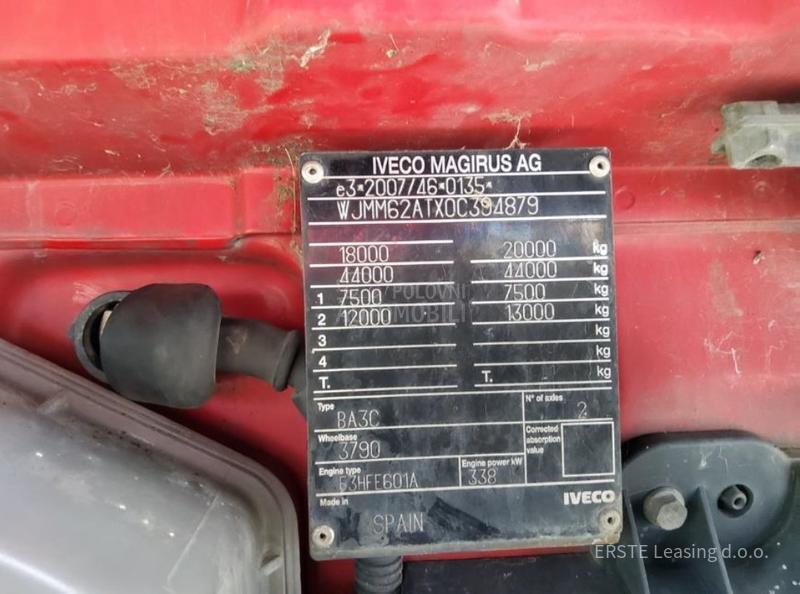 IVECO MAGIRUS AG
e3*2007/46*0135*
WJMM62ATX0C394879
18000 20000 kg
44000 44000 kg
1 7500 7500 kg
2 12000 13000 kg
3 kg
4 kg
T. T. kg
Type BA3C N° of axles 2
Wheelbase 3790 Corrected absorption value
Engine type F3HFE601A Engine power kW 338
Made in SPAIN IVECO
POLOVNI
ERSTE Leasing d.o.o.